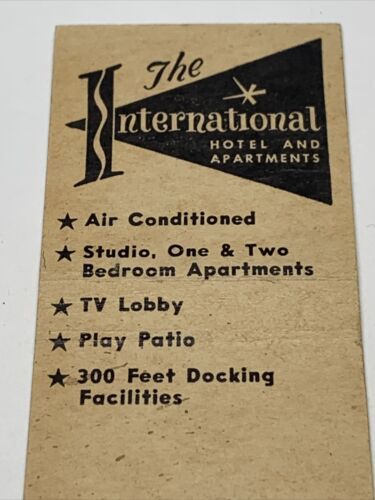 The
International
HOTEL AND
APARTMENTS
★ Air Conditioned
★ Studio, One & Two
Bedroom Apartments
★ TV Lobby
★ Play Patio
★ 300 Feet Docking
Facilities